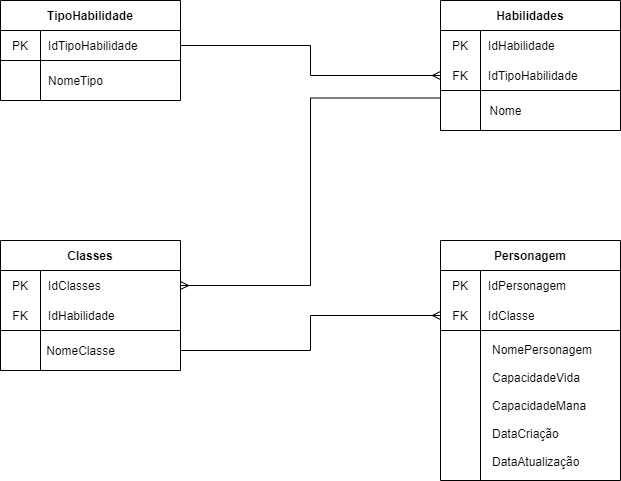 TipoHabilidade
PK IdTipoHabilidade
NomeTipo
Habilidades
PK IdHabilidade
FK IdTipoHabilidade
Nome
Classes
PK IdClasses
FK IdHabilidade
NomeClasse
Personagem
PK IdPersonagem
FK IdClasse
NomePersonagem
CapacidadeVida
CapacidadeMana
DataCriação
DataAtualização